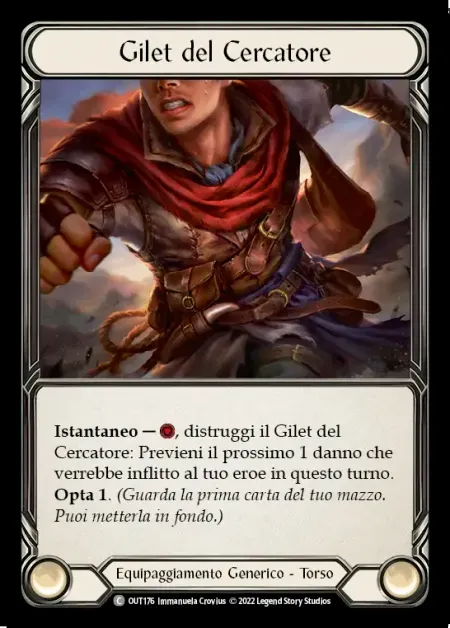 Gilet del Cercatore
Istantaneo — , distruggi il Gilet del
Cercatore: Previeni il prossimo 1 danno che
verrebbe inflitto al tuo eroe in questo turno.
Opta 1. (Guarda la prima carta del tuo mazzo.
Puoi metterla in fondo.)
Equipaggiamento Generico - Torso
C OUT176 Immanuela Crovius © 2022 Legend Story Studios